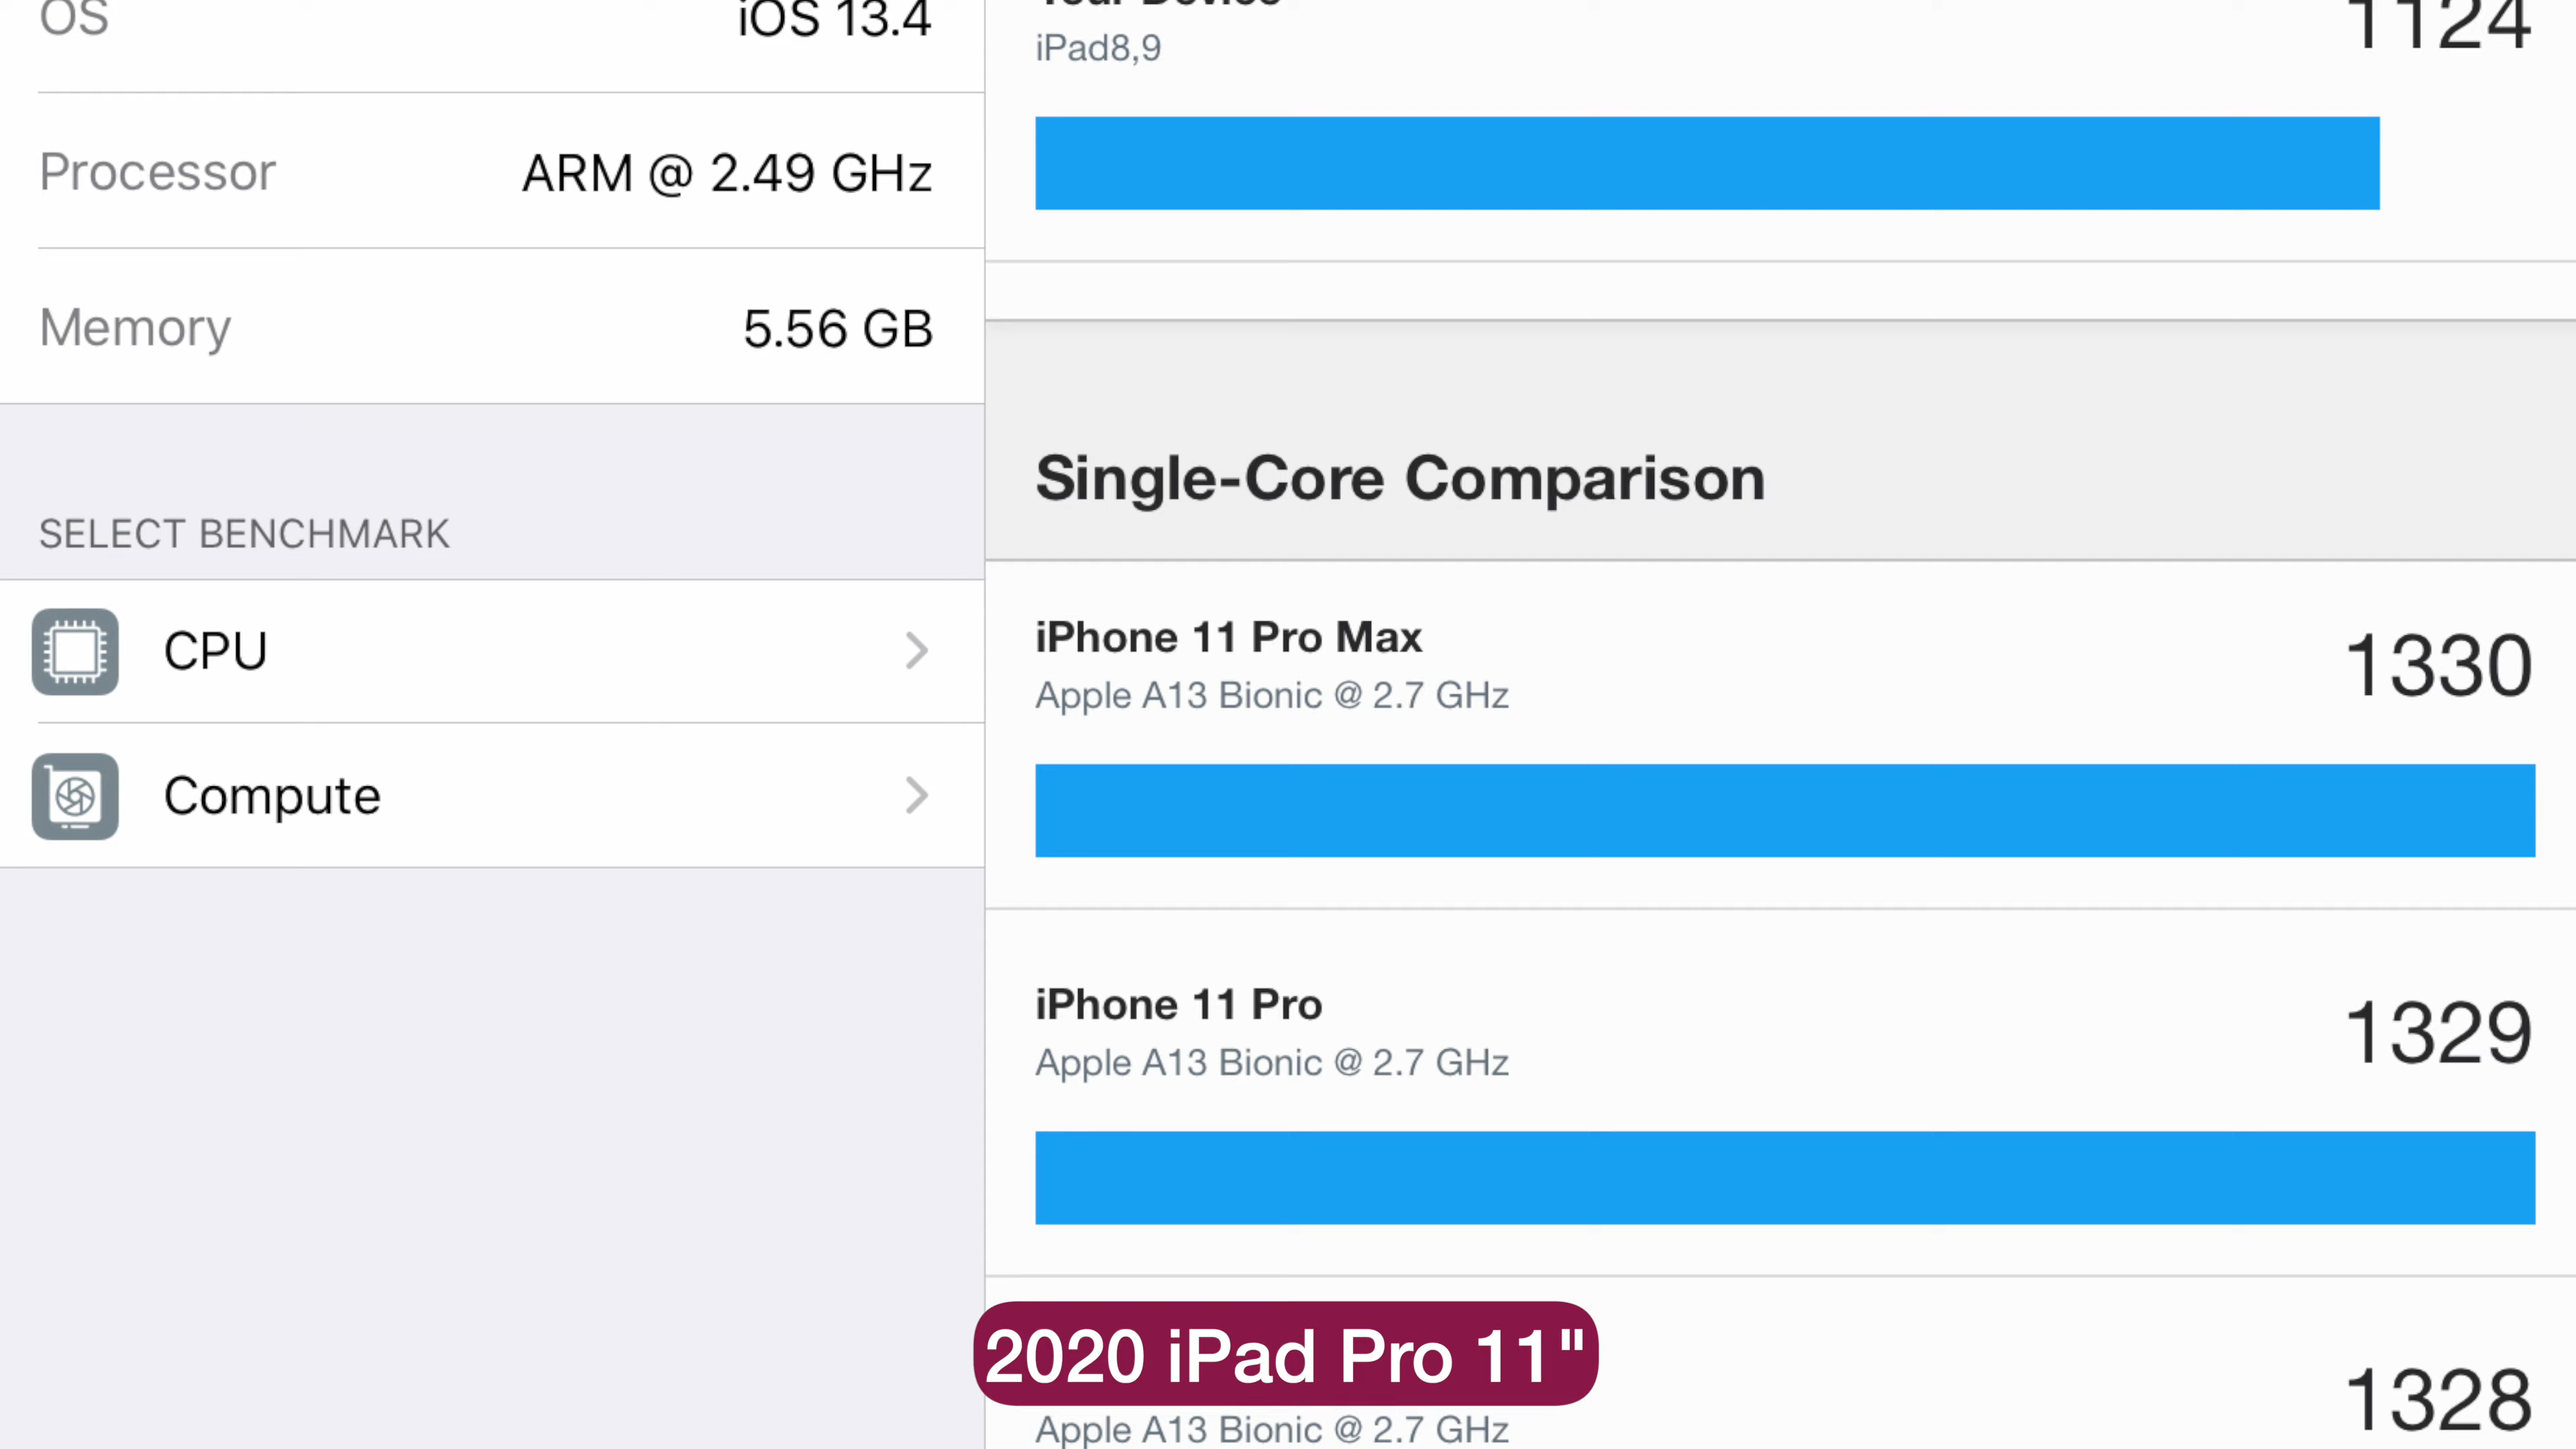 OS
iOS 13.4
Processor
ARM @ 2.49 GHz
Memory
5.56 GB
SELECT BENCHMARK
CPU
Compute
Your Device
1124
iPad8,9
Single-Core Comparison
iPhone 11 Pro Max
1330
Apple A13 Bionic @ 2.7 GHz
iPhone 11 Pro
1329
Apple A13 Bionic @ 2.7 GHz
2020 iPad Pro 11"
1328
Apple A13 Bionic @ 2.7 GHz